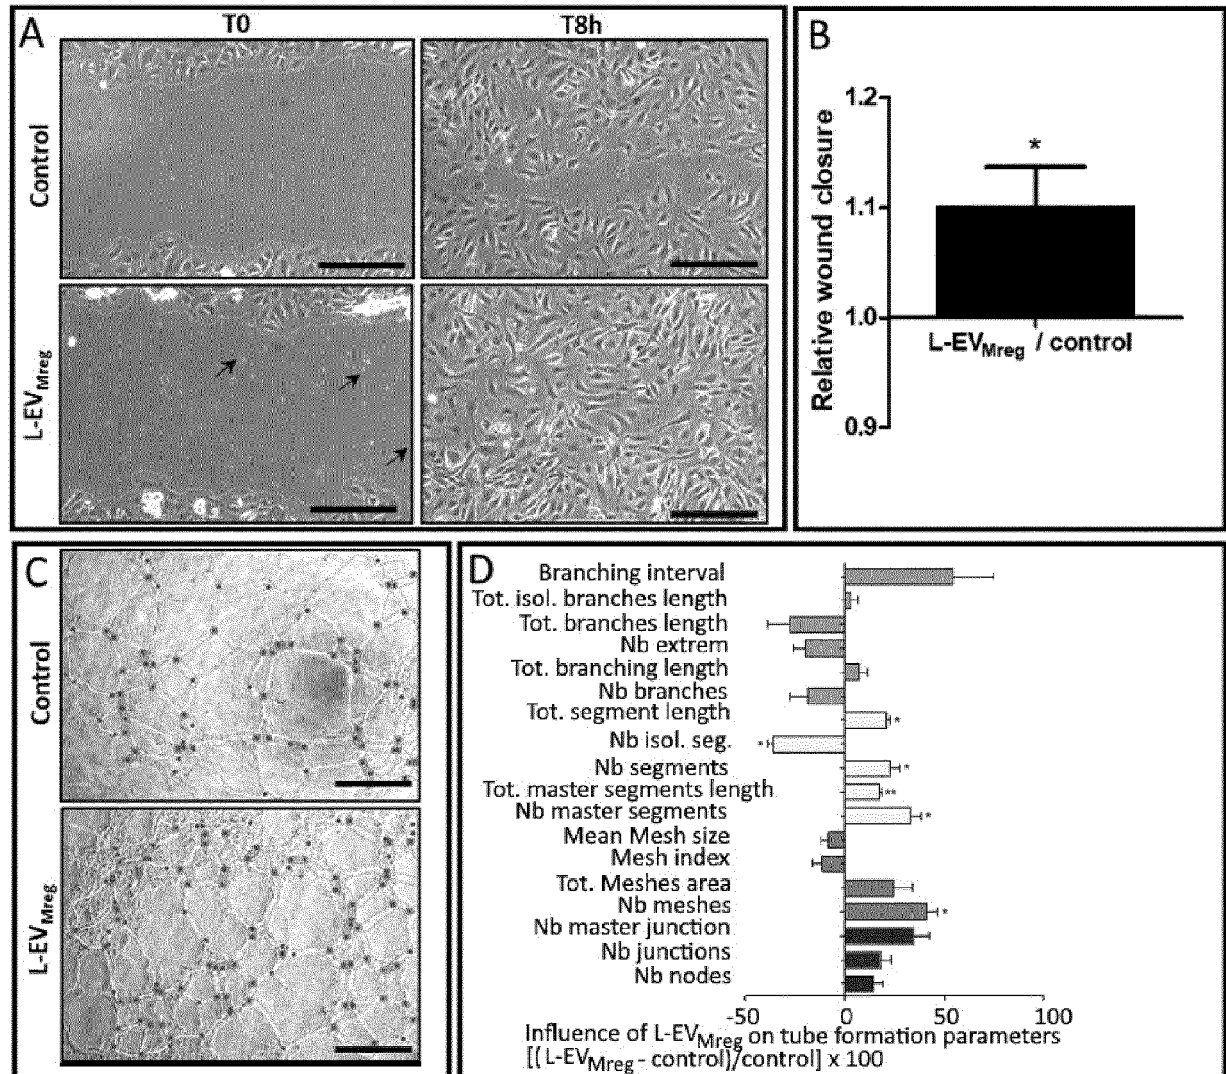 A
T0
T8h
Control
L-EVMreg
B
Relative wound closure
1.2
1.1
1.0
0.9
*
L-EVMreg / control
C
Control
L-EVMreg
D
Branching interval
Tot. isol. branches length
Tot. branches length
Nb extrem
Tot. branching length
Nb branches
Tot. segment length
*
Nb isol. seg.
*
Nb segments
*
Tot. master segments length
**
Nb master segments
*
Mean Mesh size
Mesh index
Tot. Meshes area
Nb meshes
*
Nb master junction
Nb junctions
Nb nodes
-50
0
50
100
Influence of L-EVMreg on tube formation parameters
[(L-EVMreg - control)/control] x 100